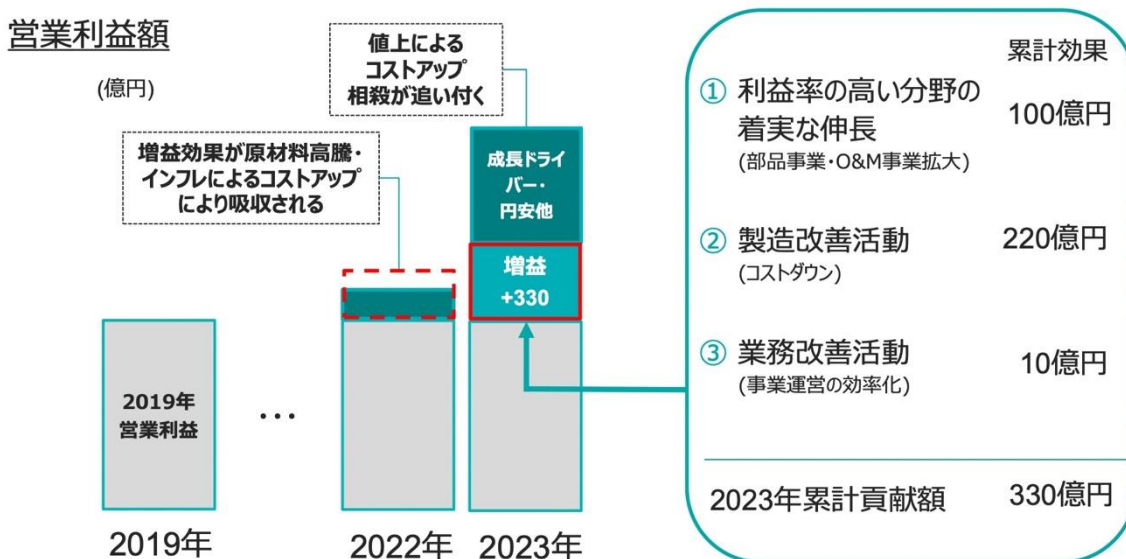 営業利益額
(億円)
値上による
コストアップ
相殺が追い付く
増益効果が原材料高騰・
インフレによるコストアップ
により吸収される
成長ドライ
バー・
円安他
増益
+330
2019年
営業利益
…
2019年
2022年
2023年
累計効果
① 利益率の高い分野の
着実な伸長
100億円
(部品事業・O&M事業拡大)
② 製造改善活動
220億円
(コストダウン)
③ 業務改善活動
10億円
(事業運営の効率化)
2023年累計貢献額
330億円